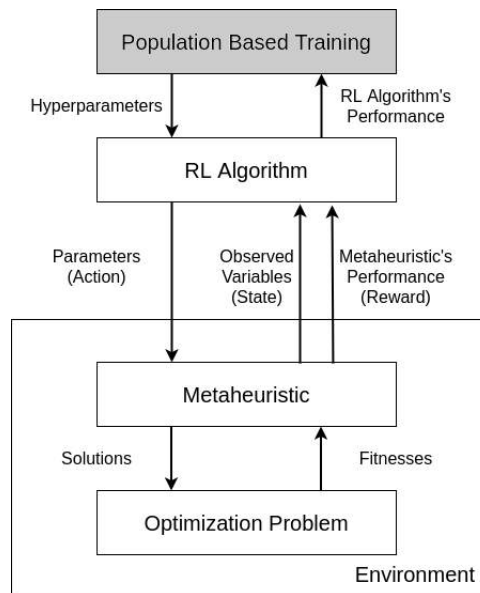 Population Based Training
Hyperparameters
RL Algorithm's
Performance
RL Algorithm
Parameters
(Action)
Observed
Variables
(State)
Metaheuristic's
Performance
(Reward)
Metaheuristic
Solutions
Fitnesses
Optimization Problem
Environment